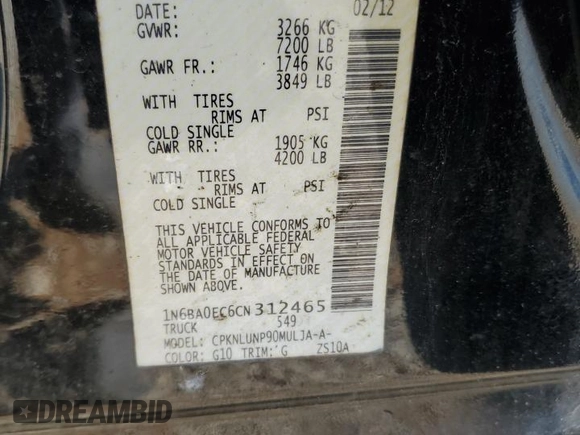 DATE: 02/12
GVWR: 3266 KG
7200 LB
GAWR FR.: 1746 KG
3849 LB
WITH TIRES
RIMS AT PSI
COLD SINGLE
GAWR RR.: 1905 KG
4200 LB
WITH TIRES
RIMS AT PSI
COLD SINGLE
THIS VEHICLE CONFORMS TO
ALL APPLICABLE FEDERAL
MOTOR VEHICLE SAFETY
STANDARDS IN EFFECT ON
THE DATE OF MANUFACTURE
SHOWN ABOVE.
1N6BA0EC6CN312465
TRUCK 549
MODEL: CPKNLUNP90MULJA-A-
COLOR: G10 TRIM: G ZS10A
DREAMBID